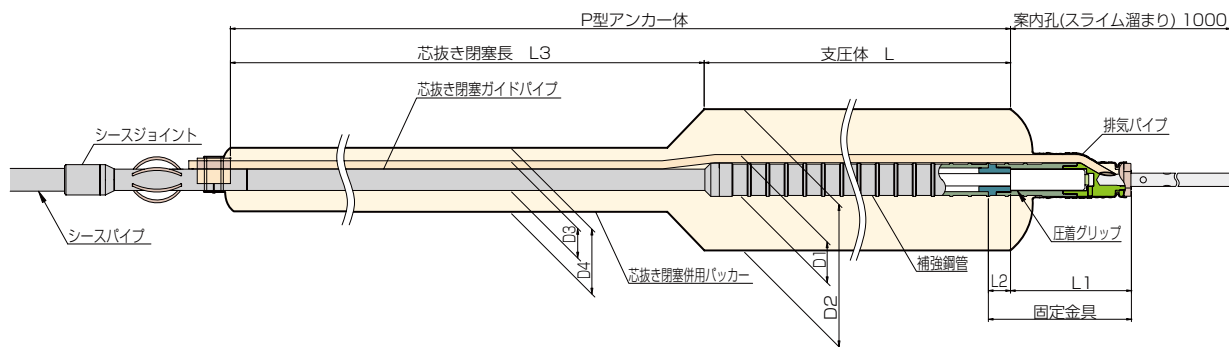 P型アンカー体
案内孔(スライム溜まり) 1000
芯抜き閉塞長 L3
支圧体 L
芯抜き閉塞ガイドパイプ
シースジョイント
排気パイプ
シースパイプ
D3
D4
芯抜き閉塞併用パッカー
D1
D2
補強鋼管
圧着グリップ
L2
L1
固定金具